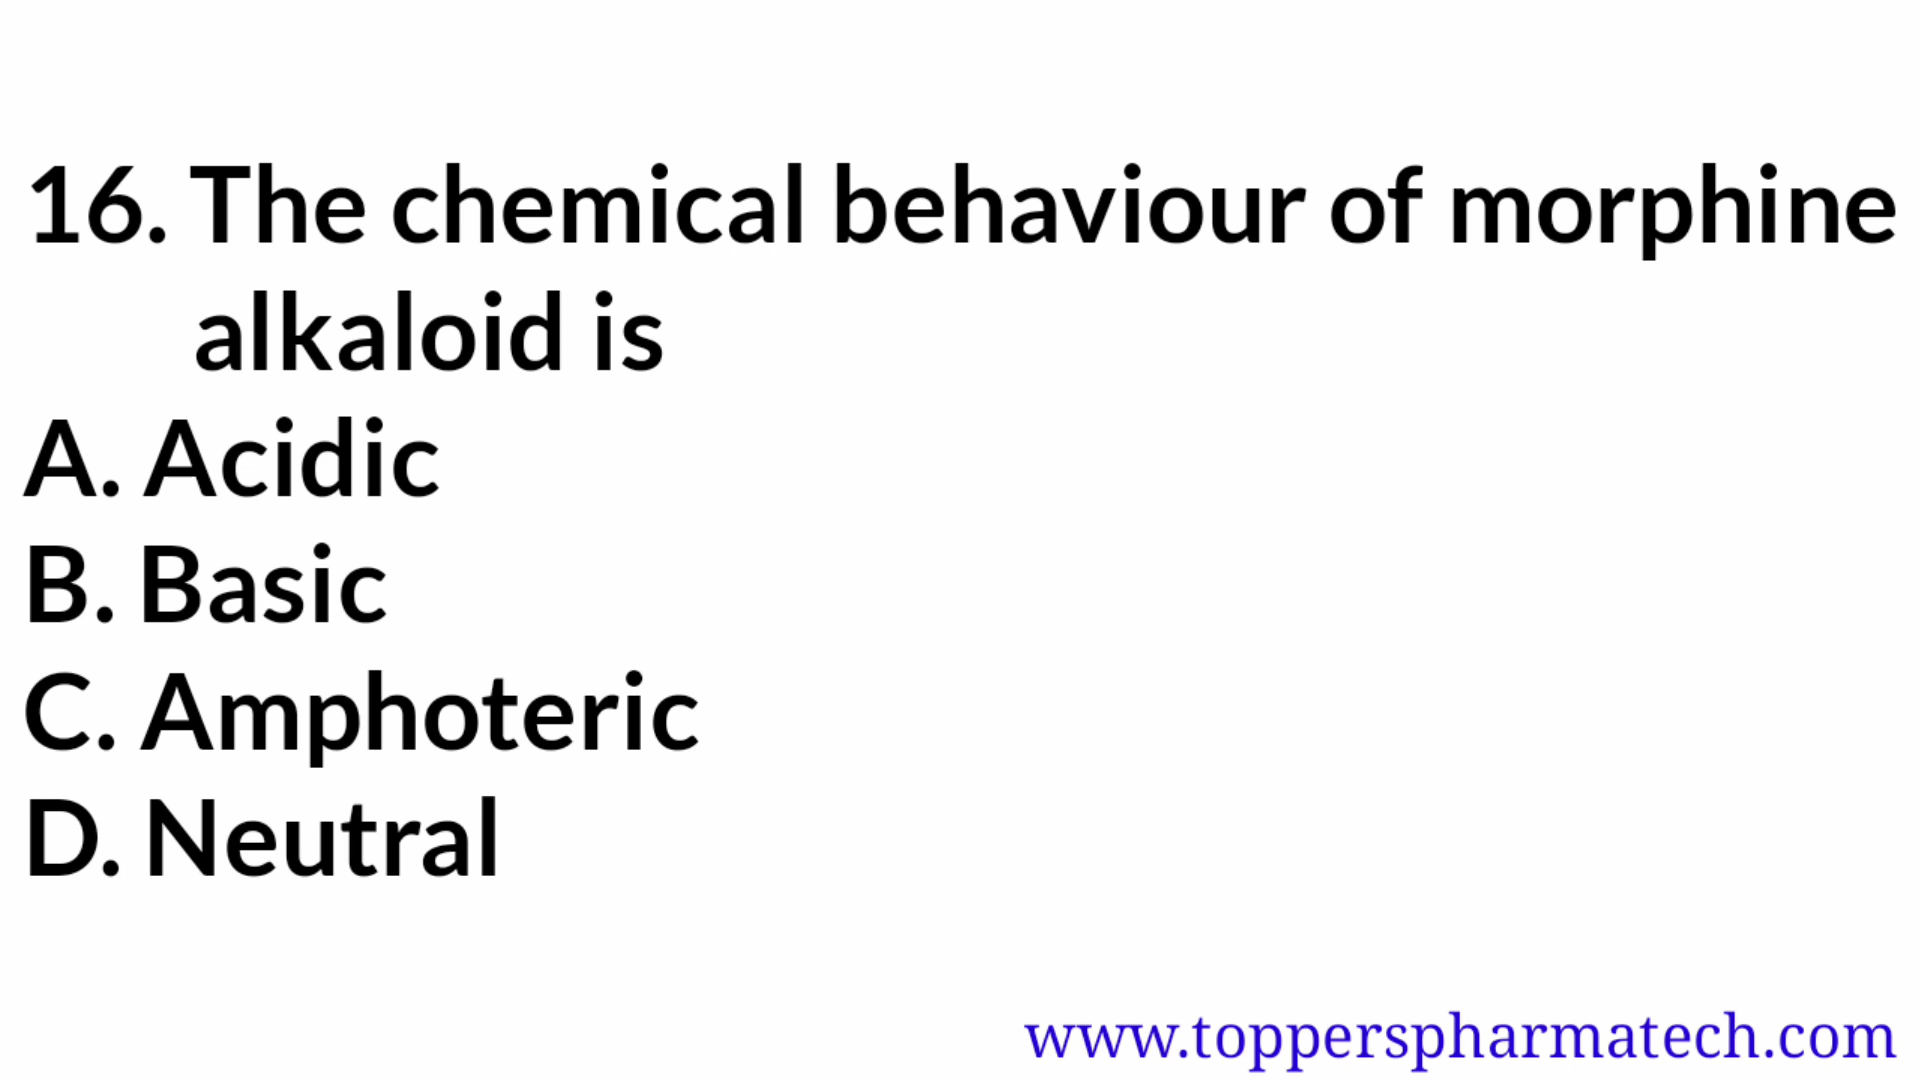 16. The chemical behaviour of morphine
alkaloid is
A. Acidic
B. Basic
C. Amphoteric
D. Neutral
www.topperspharmatech.com